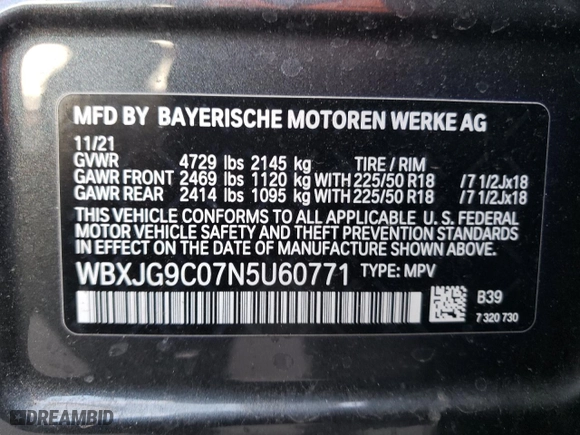 MFD BY BAYERISCHE MOTOREN WERKE AG
11/21
GVWR 4729 lbs 2145 kg TIRE / RIM
GAWR FRONT 2469 lbs 1120 kg WITH 225/50 R18 /7 1/2Jx18
GAWR REAR 2414 lbs 1095 kg WITH 225/50 R18 /7 1/2Jx18
THIS VEHICLE CONFORMS TO ALL APPLICABLE U. S. FEDERAL
MOTOR VEHICLE SAFETY AND THEFT PREVENTION STANDARDS
IN EFFECT ON THE DATE OF MANUFACTURE SHOWN ABOVE.
WBXJG9C07N5U60771 TYPE: MPV
B39
7 320 730
DREAMBID